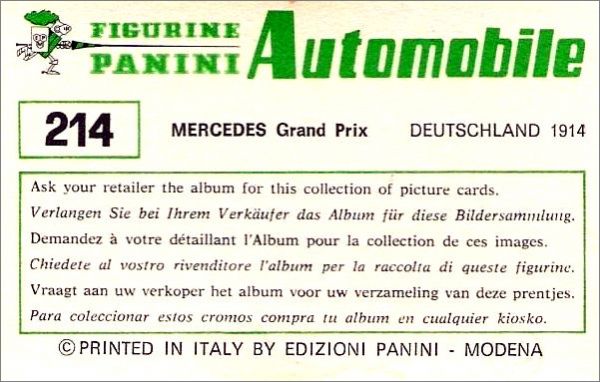 FIGURINE PANINI Automobile
214 MERCEDES Grand Prix DEUTSCHLAND 1914
Ask your retailer the album for this collection of picture cards.
Verlangen Sie bei Ihrem Verkäufer das Album für diese Bildersammlung.
Demandez à votre détaillant l'Album pour la collection de ces images.
Chiedete al vostro rivenditore l'album per la raccolta di queste figurine.
Vraagt aan uw verkoper het album voor uw verzameling van deze prentjes.
Para coleccionar estos cromos compra tu album en cualquier kiosko.
© PRINTED IN ITALY BY EDIZIONI PANINI - MODENA